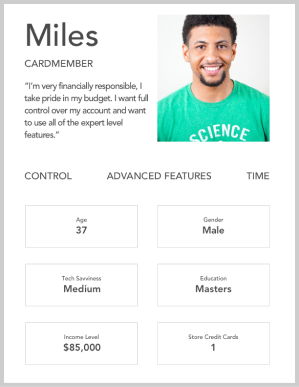 Miles
CARDMEMBER
“I’m very financially responsible, I
take pride in my budget. I want full
control over my account and want
to use all of the expert level
features.”
SCIENCE
CONTROL ADVANCED FEATURES TIME
Age
37
Gender
Male
Tech Savviness
Medium
Education
Masters
Income Level
$85,000
Store Credit Cards
1